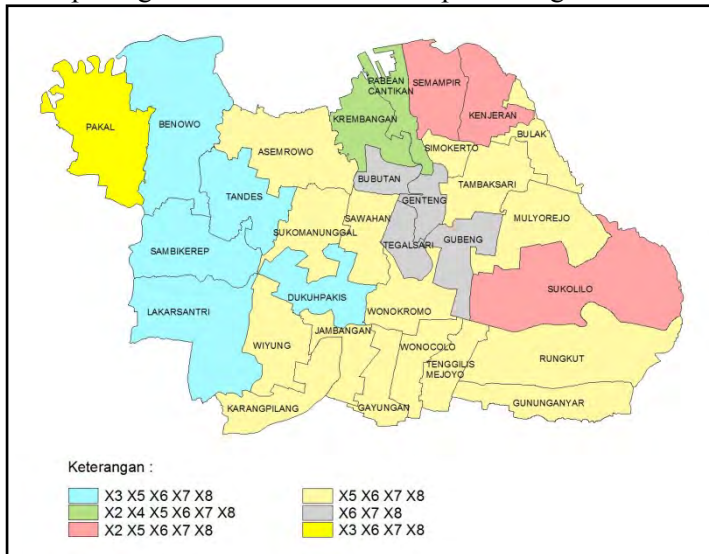 PABEAN
CANTIKAN
SEMAMPIR
KREMBANGAN
KENJERAN
PAKAL
BENOWO
BULAK
SIMOKERTO
ASEMROWO
BUBUTAN
TAMBAKSARI
TANDES
GENTENG
SAWAHAN
MULYOREJO
SUKOMANUNGGAL
TEGALSARI
GUBENG
SAMBIKEREP
SUKOLILO
DUKUHPAKIS
LAKARSANTRI
WONOKROMO
JAMBANGAN
WIYUNG
WONOCOLO
RUNGKUT
TENGGILIS
MEJOYO
KARANGPILANG
GAYUNGAN
GUNUNGANYAR
Keterangan :
X3 X5 X6 X7 X8
X2 X4 X5 X6 X7 X8
X2 X5 X6 X7 X8
X5 X6 X7 X8
X6 X7 X8
X3 X6 X7 X8